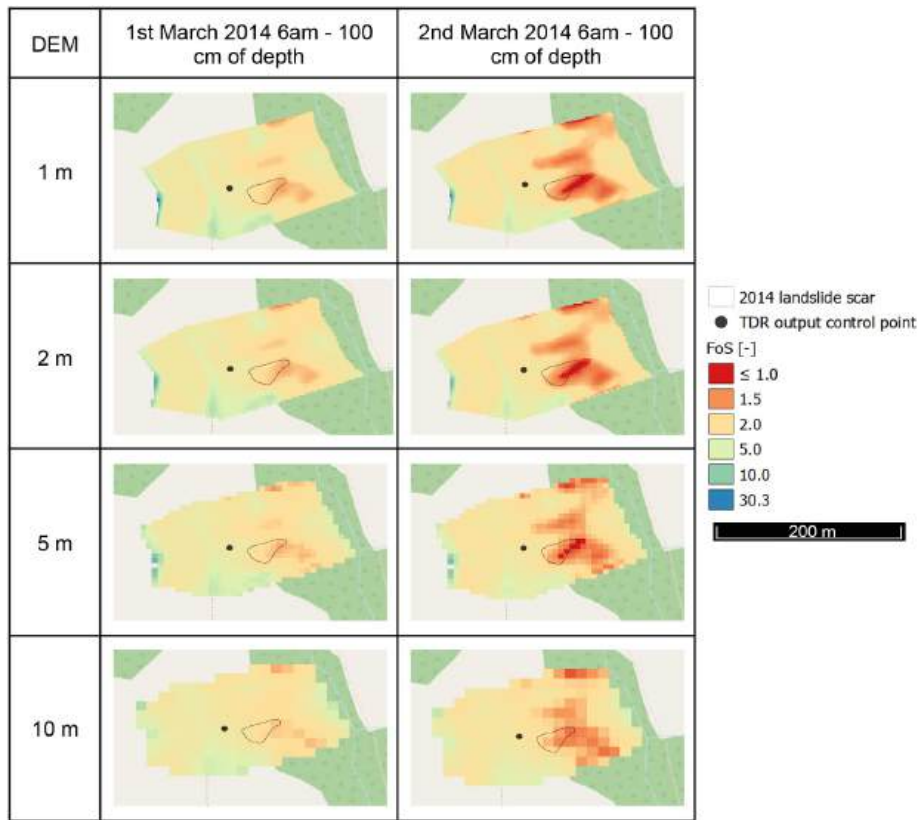 DEM
1st March 2014 6am - 100
cm of depth
2nd March 2014 6am - 100
cm of depth
1 m
2 m
5 m
10 m
2014 landslide scar
TDR output control point
FoS [-]
≤ 1.0
1.5
2.0
5.0
10.0
30.3
200 m